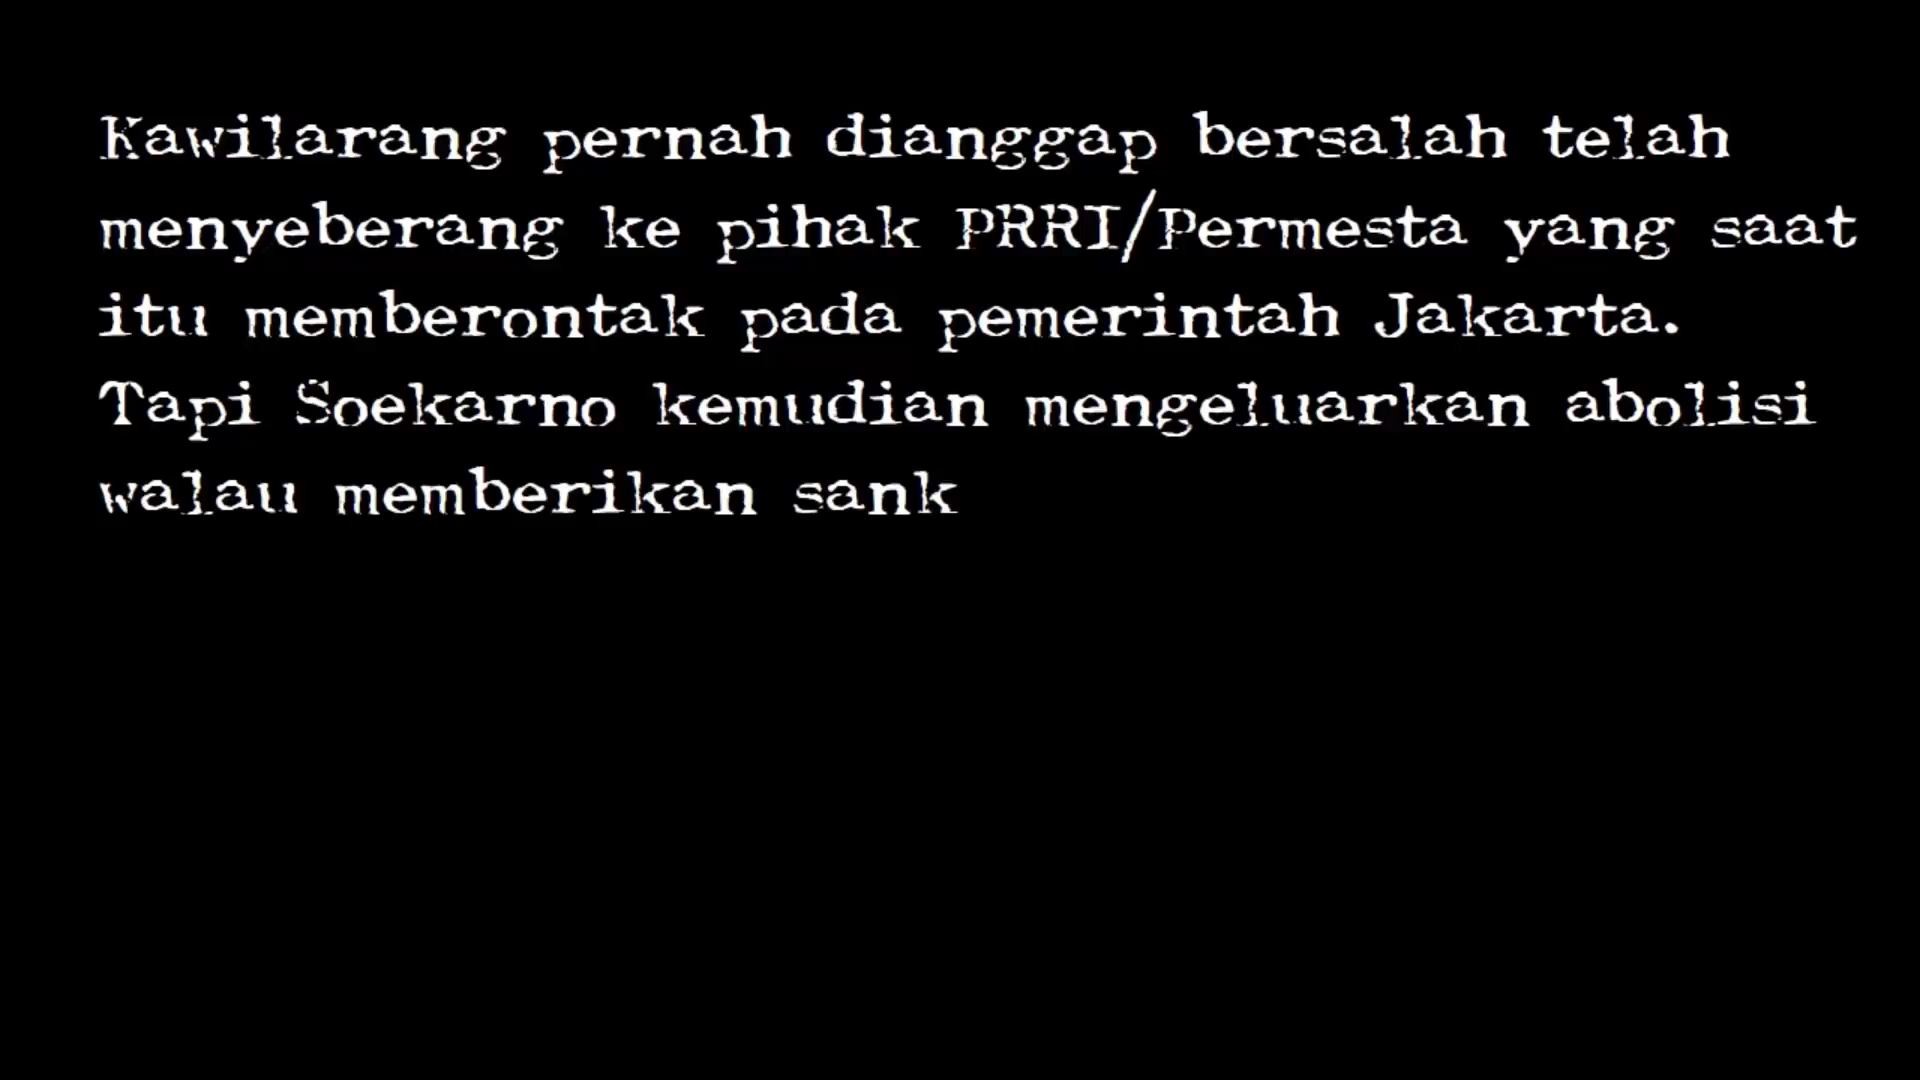 Kawilarang pernah dianggap bersalah telah
menyeberang ke pihak PRRI/Permesta yang saat
itu memberontak pada pemerintah Jakarta.
Tapi Soekarno kemudian mengeluarkan abolisi
walau memberikan sank